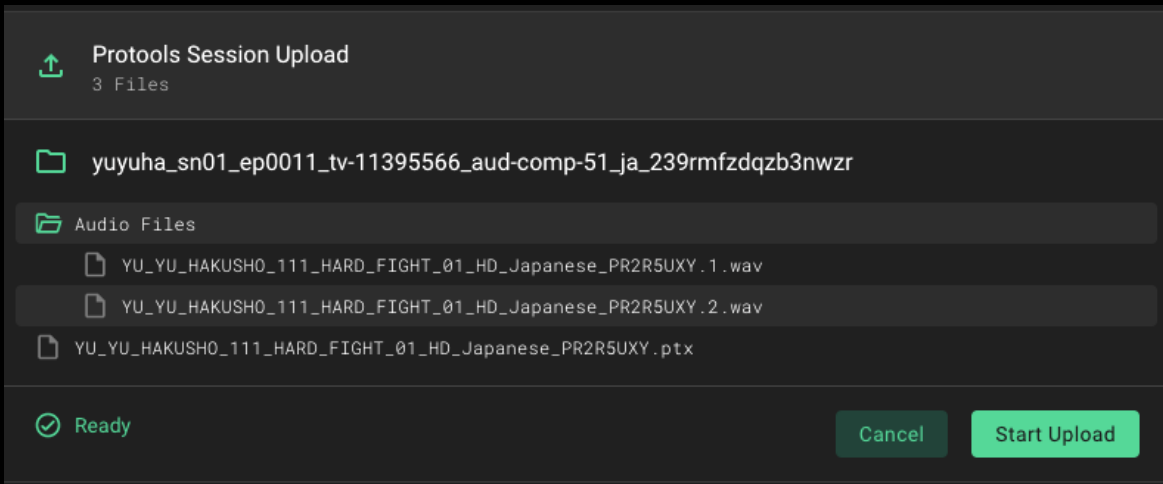 Protools Session Upload
3 Files
yuyuha_sn01_ep0011_tv-11395566_aud-comp-51_ja_239rmfzdqzb3nwzr
Audio Files
YU_YU_HAKUSHO_111_HARD_FIGHT_01_HD_Japanese_PR2R5UXY.1.wav
YU_YU_HAKUSHO_111_HARD_FIGHT_01_HD_Japanese_PR2R5UXY.2.wav
YU_YU_HAKUSHO_111_HARD_FIGHT_01_HD_Japanese_PR2R5UXY.ptx
Ready
Cancel
Start Upload